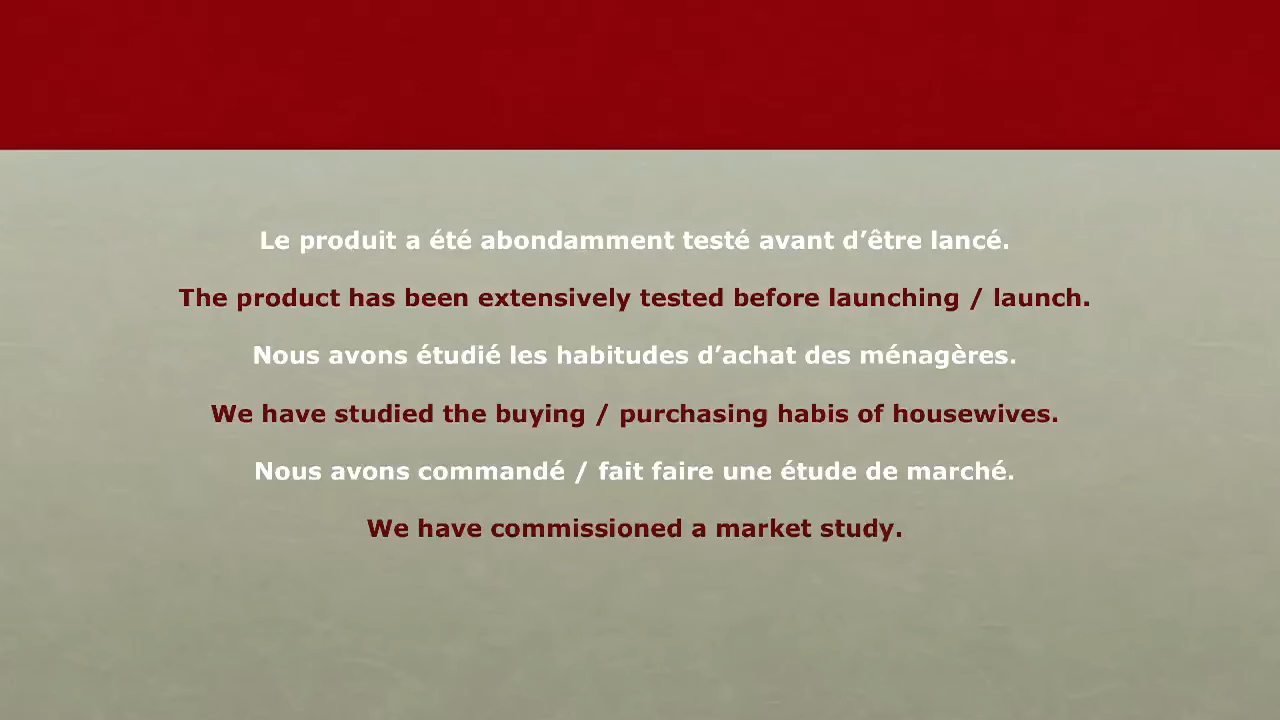 Le produit a été abondamment testé avant d’être lancé.
The product has been extensively tested before launching / launch.
Nous avons étudié les habitudes d’achat des ménagères.
We have studied the buying / purchasing habis of housewives.
Nous avons commandé / fait faire une étude de marché.
We have commissioned a market study.